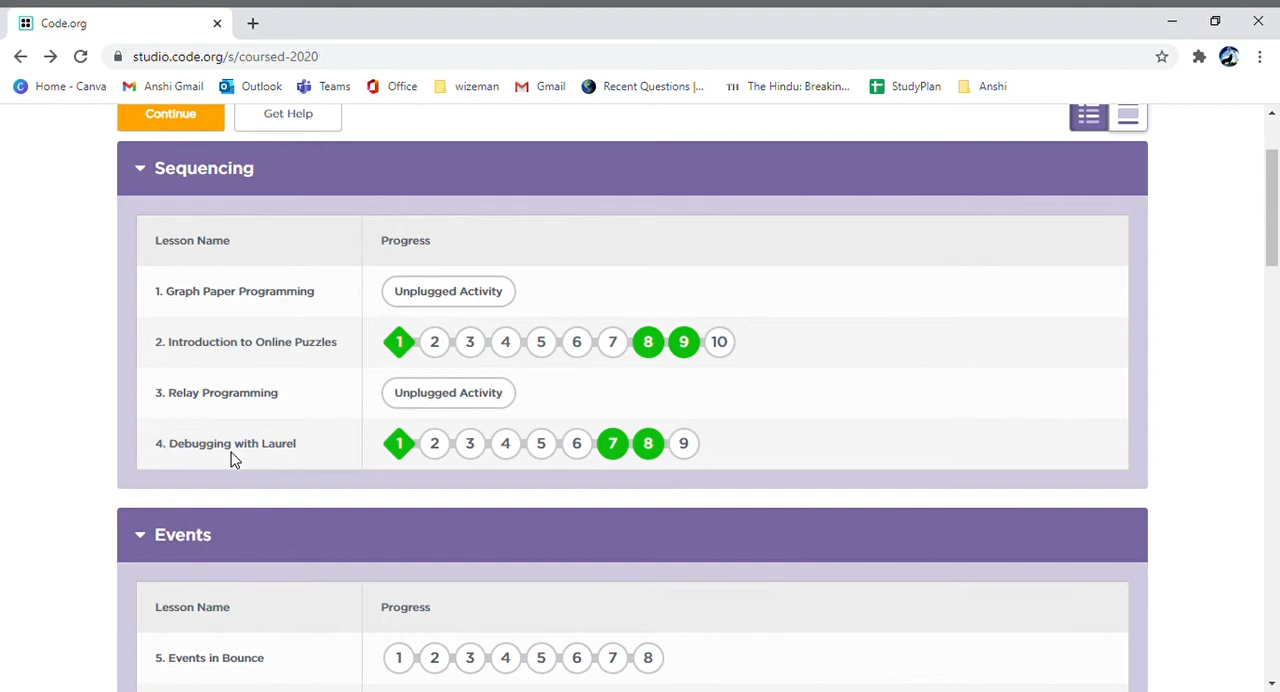 Code.org
studio.code.org/s/coursed-2020
Home - Canva Anshi Gmail Outlook Teams Office wizeman Gmail Recent Questions |... TH The Hindu: Breakin... StudyPlan Anshi
Continue Get Help
Sequencing
Lesson Name Progress
1. Graph Paper Programming Unplugged Activity
2. Introduction to Online Puzzles 1 2 3 4 5 6 7 8 9 10
3. Relay Programming Unplugged Activity
4. Debugging with Laurel 1 2 3 4 5 6 7 8 9
Events
Lesson Name Progress
5. Events in Bounce 1 2 3 4 5 6 7 8